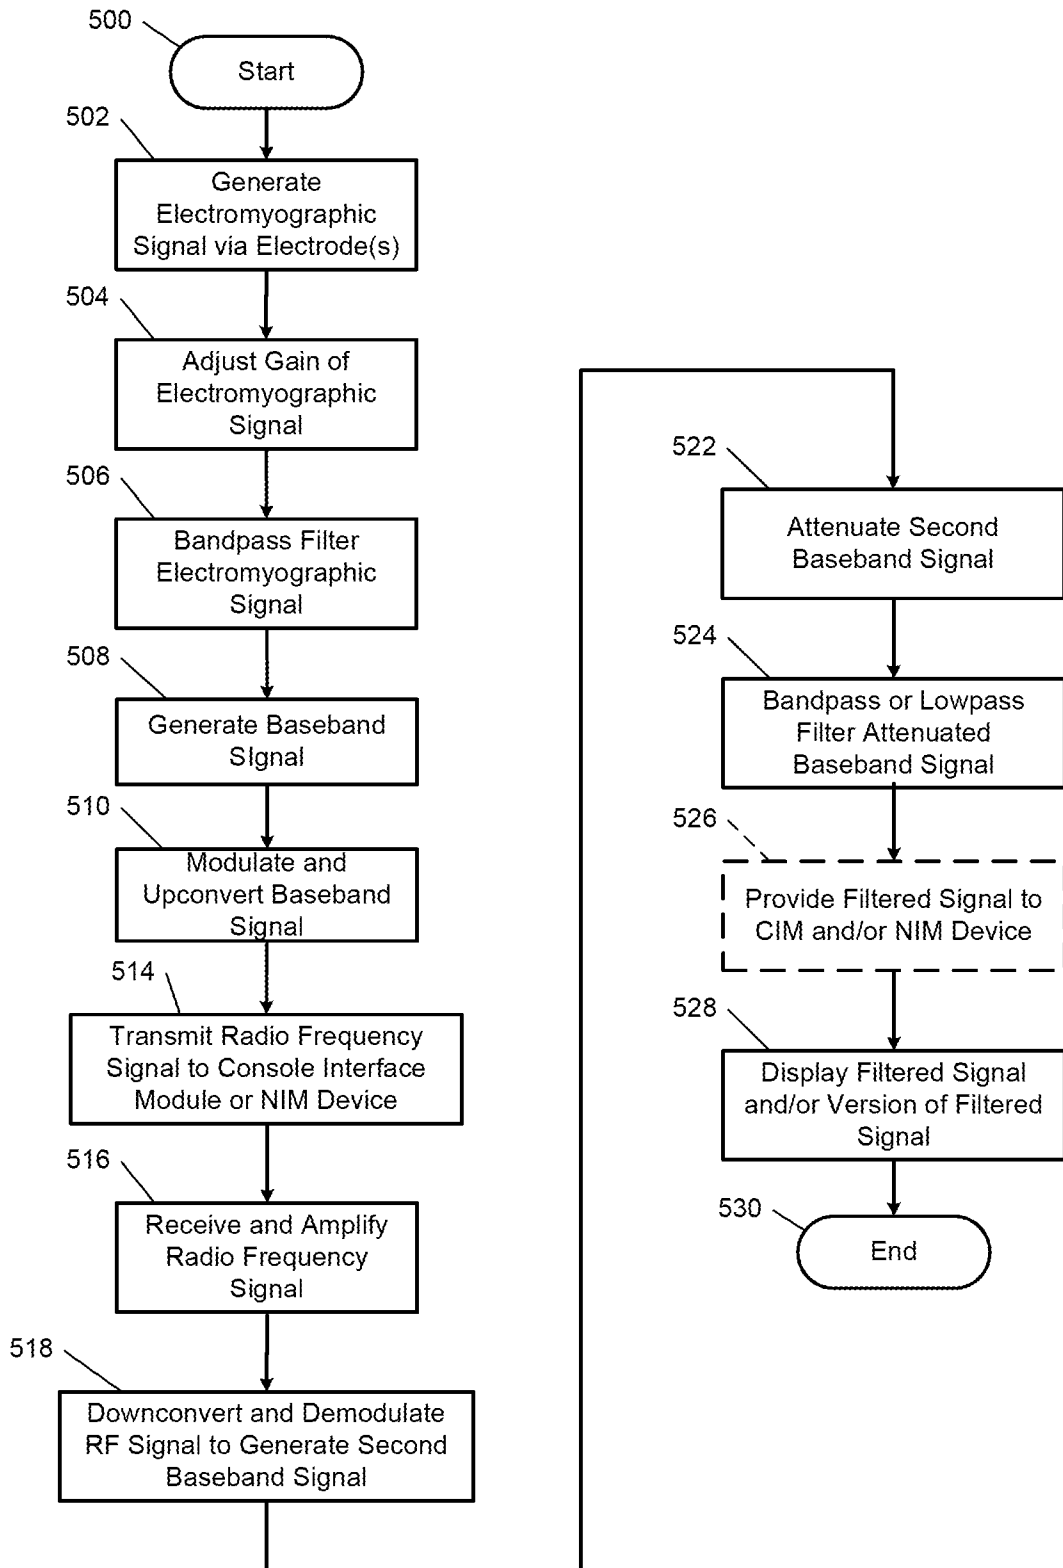 500
Start
502
Generate
Electromyographic
Signal via Electrode(s)
504
Adjust Gain of
Electromyographic
Signal
506
Bandpass Filter
Electromyographic
Signal
508
Generate Baseband
SIgnal
510
Modulate and
Upconvert Baseband
Signal
514
Transmit Radio Frequency
Signal to Console Interface
Module or NIM Device
516
Receive and Amplify
Radio Frequency
Signal
518
Downconvert and Demodulate
RF Signal to Generate Second
Baseband Signal
522
Attenuate Second
Baseband Signal
524
Bandpass or Lowpass
Filter Attenuated
Baseband Signal
526
Provide Filtered Signal to
CIM and/or NIM Device
528
Display Filtered Signal
and/or Version of Filtered
Signal
530
End